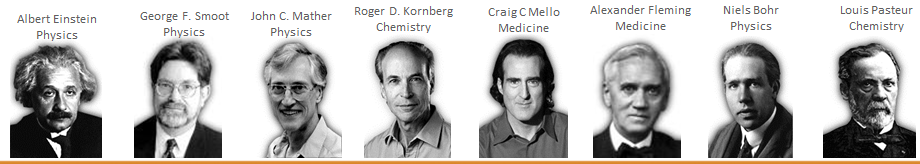 Albert Einstein
Physics
George F. Smoot
Physics
John C. Mather
Physics
Roger D. Kornberg
Chemistry
Craig C Mello
Medicine
Alexander Fleming
Medicine
Niels Bohr
Physics
Louis Pasteur
Chemistry